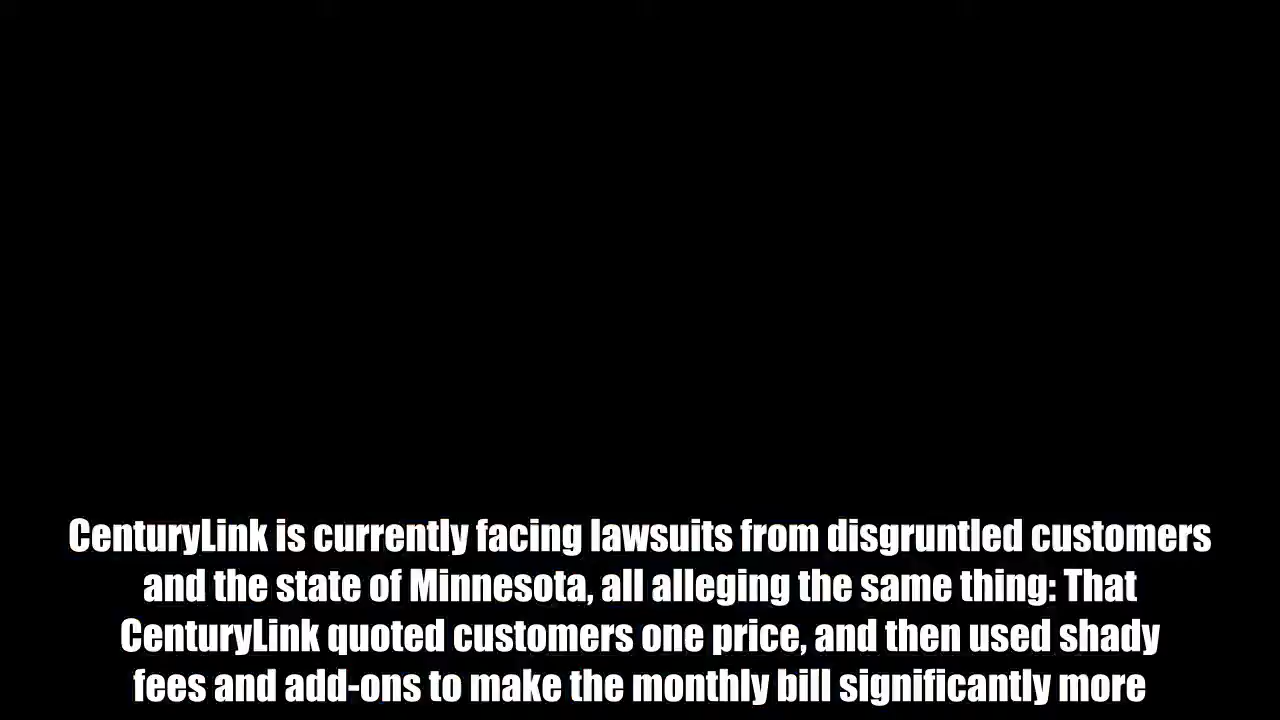 CenturyLink is currently facing lawsuits from disgruntled customers
and the state of Minnesota, all alleging the same thing: That
CenturyLink quoted customers one price, and then used shady
fees and add-ons to make the monthly bill significantly more